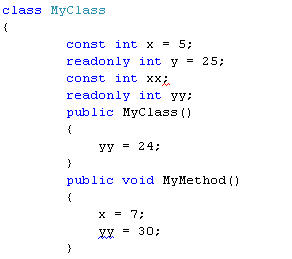 class MyClass
{
const int x = 5;
readonly int y = 25;
const int xx;
readonly int yy;
public MyClass()
{
yy = 24;
}
public void MyMethod()
{
x = 7;
yy = 30;
}